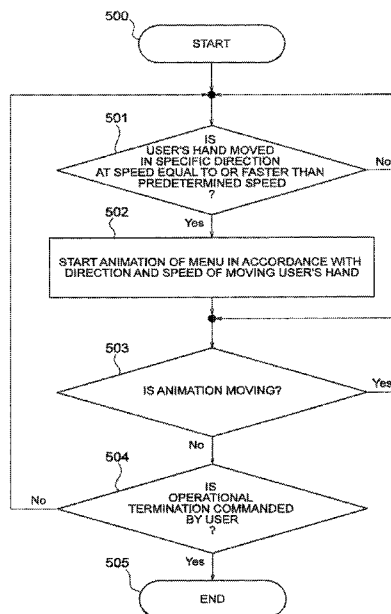 500
START
501
IS
USER'S HAND MOVED
IN SPECIFIC DIRECTION
AT SPEED EQUAL TO OR FASTER THAN
PREDETERMINED SPEED
?
No
Yes
502
START ANIMATION OF MENU IN ACCORDANCE WITH
DIRECTION AND SPEED OF MOVING USER'S HAND
503
IS ANIMATION MOVING?
Yes
No
504
IS
OPERATIONAL
TERMINATION COMMANDED
BY USER
?
No
Yes
505
END